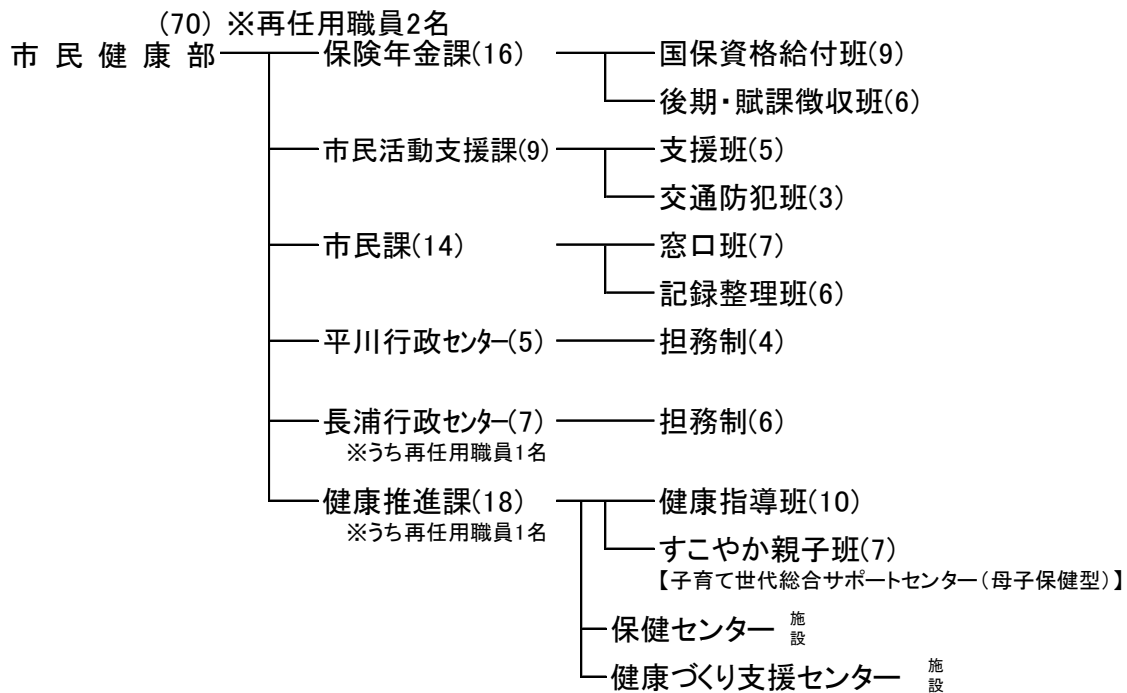 (70) ※再任用職員2名
市民健康部 保険年金課(16) 国保資格給付班(9)
後期・賦課徴収班(6)
市民活動支援課(9) 支援班(5)
交通防犯班(3)
市民課(14) 窓口班(7)
記録整理班(6)
平川行政センター(5) 担務制(4)
長浦行政センター(7) 担務制(6)
※うち再任用職員1名
健康推進課(18) 健康指導班(10)
※うち再任用職員1名
すこやか親子班(7)
【子育て世代総合サポートセンター(母子保健型)】
保健センター 施設
健康づくり支援センター 施設